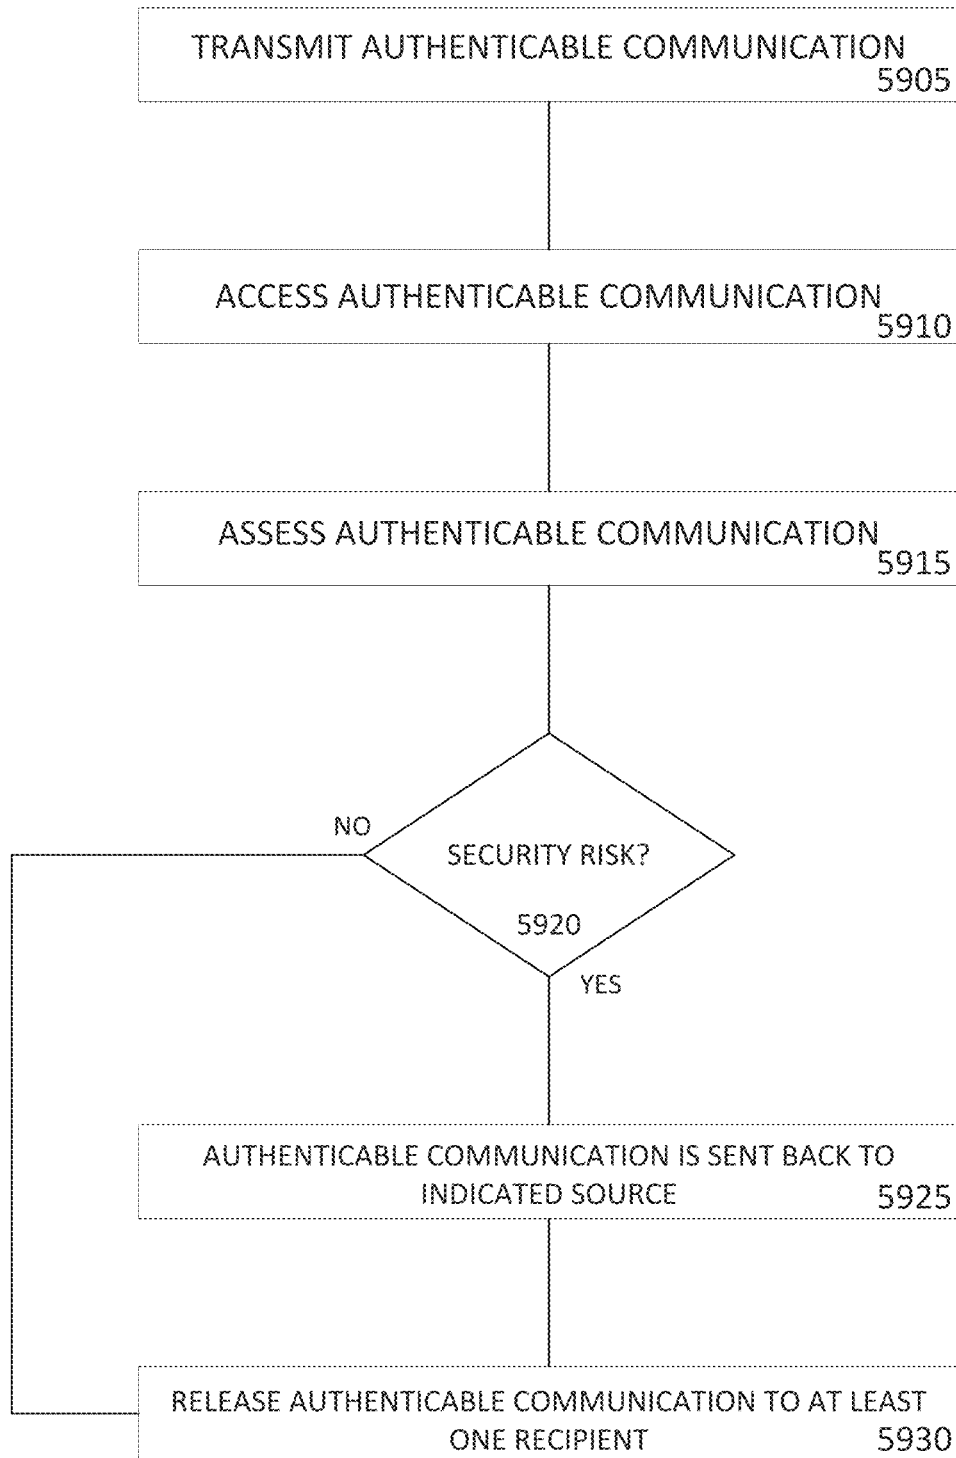 TRANSMIT AUTHENTICABLE COMMUNICATION
5905
ACCESS AUTHENTICABLE COMMUNICATION
5910
ASSESS AUTHENTICABLE COMMUNICATION
5915
NO
SECURITY RISK?
5920
YES
AUTHENTICABLE COMMUNICATION IS SENT BACK TO
INDICATED SOURCE
5925
RELEASE AUTHENTICABLE COMMUNICATION TO AT LEAST
ONE RECIPIENT
5930